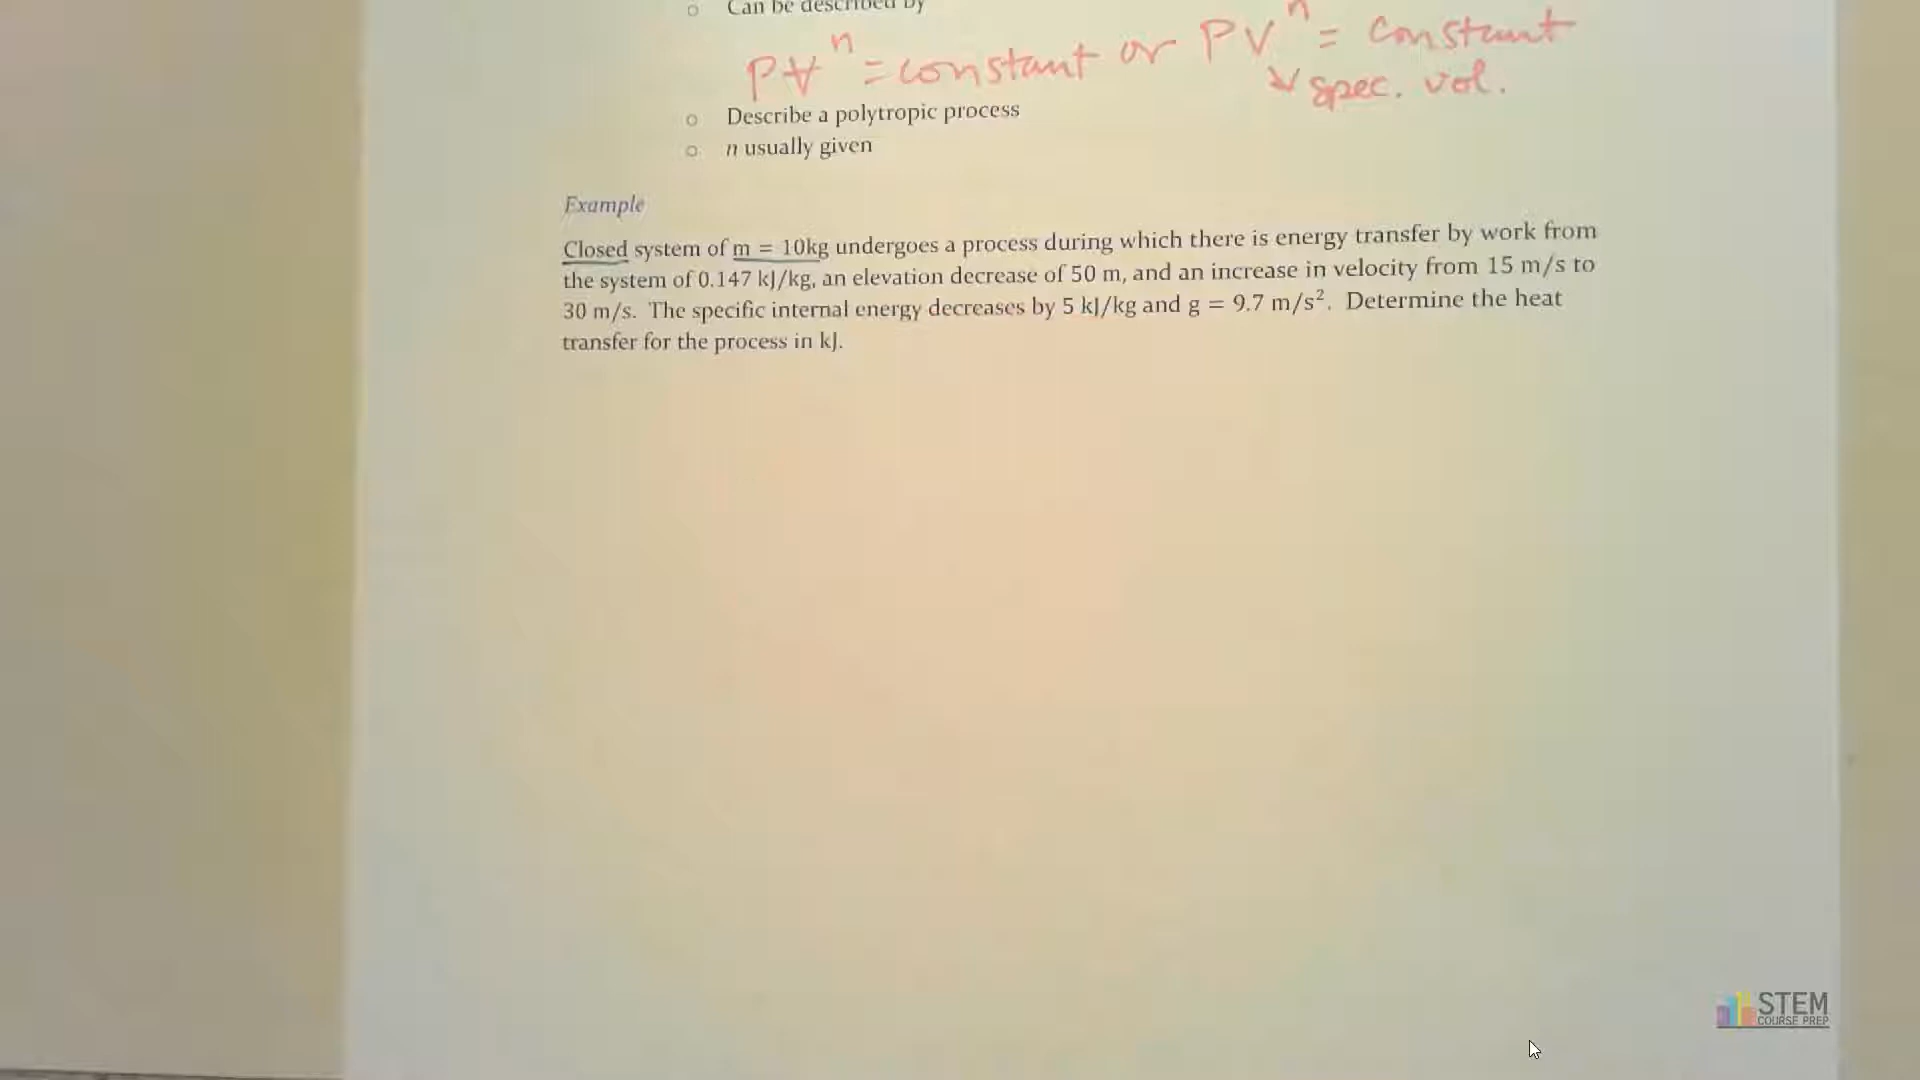 Can be described by
P∀ⁿ = constant or PVⁿ = constant
↘ spec. vol.
Describe a polytropic process
n usually given
Example
Closed system of m = 10kg undergoes a process during which there is energy transfer by work from
the system of 0.147 kJ/kg, an elevation decrease of 50 m, and an increase in velocity from 15 m/s to
30 m/s. The specific internal energy decreases by 5 kJ/kg and g = 9.7 m/s². Determine the heat
transfer for the process in kJ.
STEM
COURSE PREP